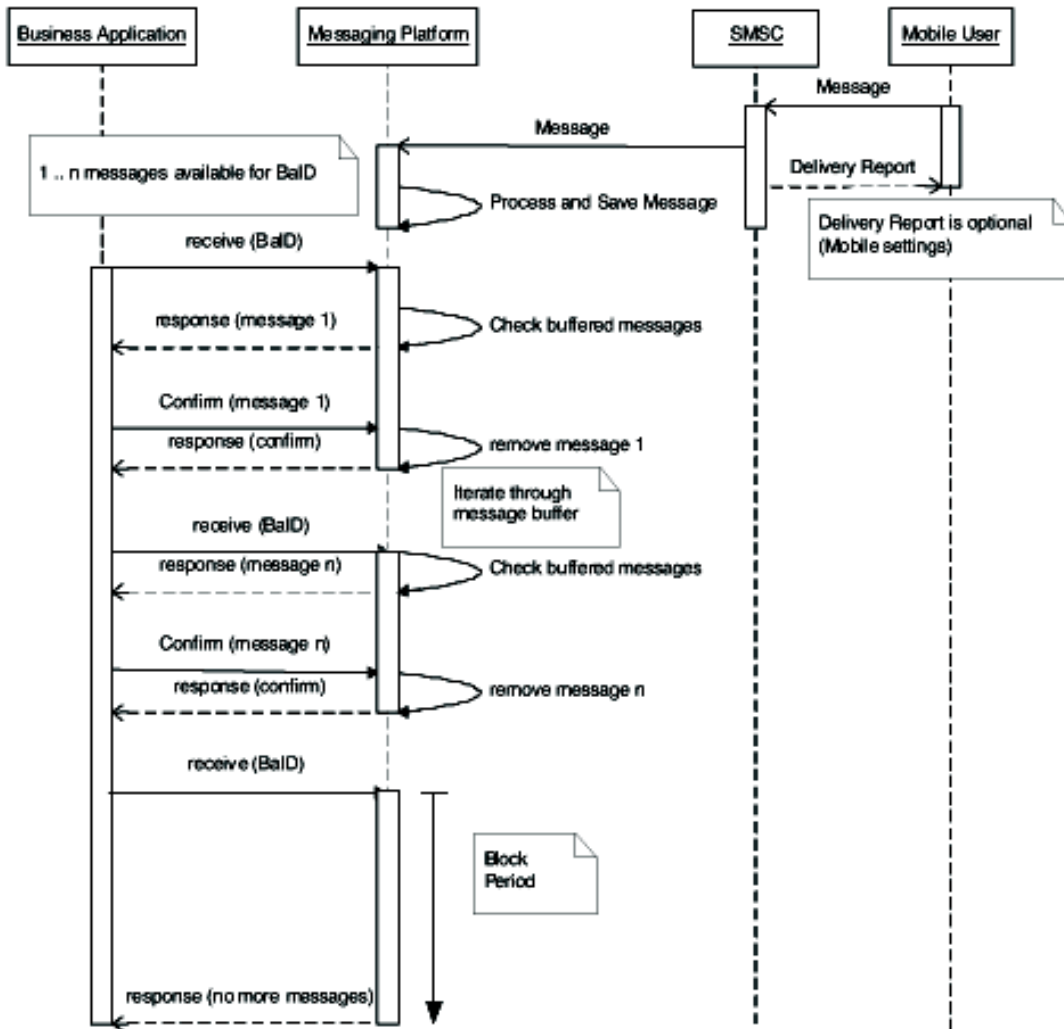 Business Application
Messaging Platform
SMSC
Mobile User
Message
Message
1 .. n messages available for BaID
Delivery Report
Process and Save Message
Delivery Report is optional
(Mobile settings)
receive (BaID)
response (message 1)
Check buffered messages
Confirm (message 1)
response (confirm)
remove message 1
Iterate through
message buffer
receive (BaID)
response (message n)
Check buffered messages
Confirm (message n)
response (confirm)
remove message n
receive (BaID)
Block
Period
response (no more messages)